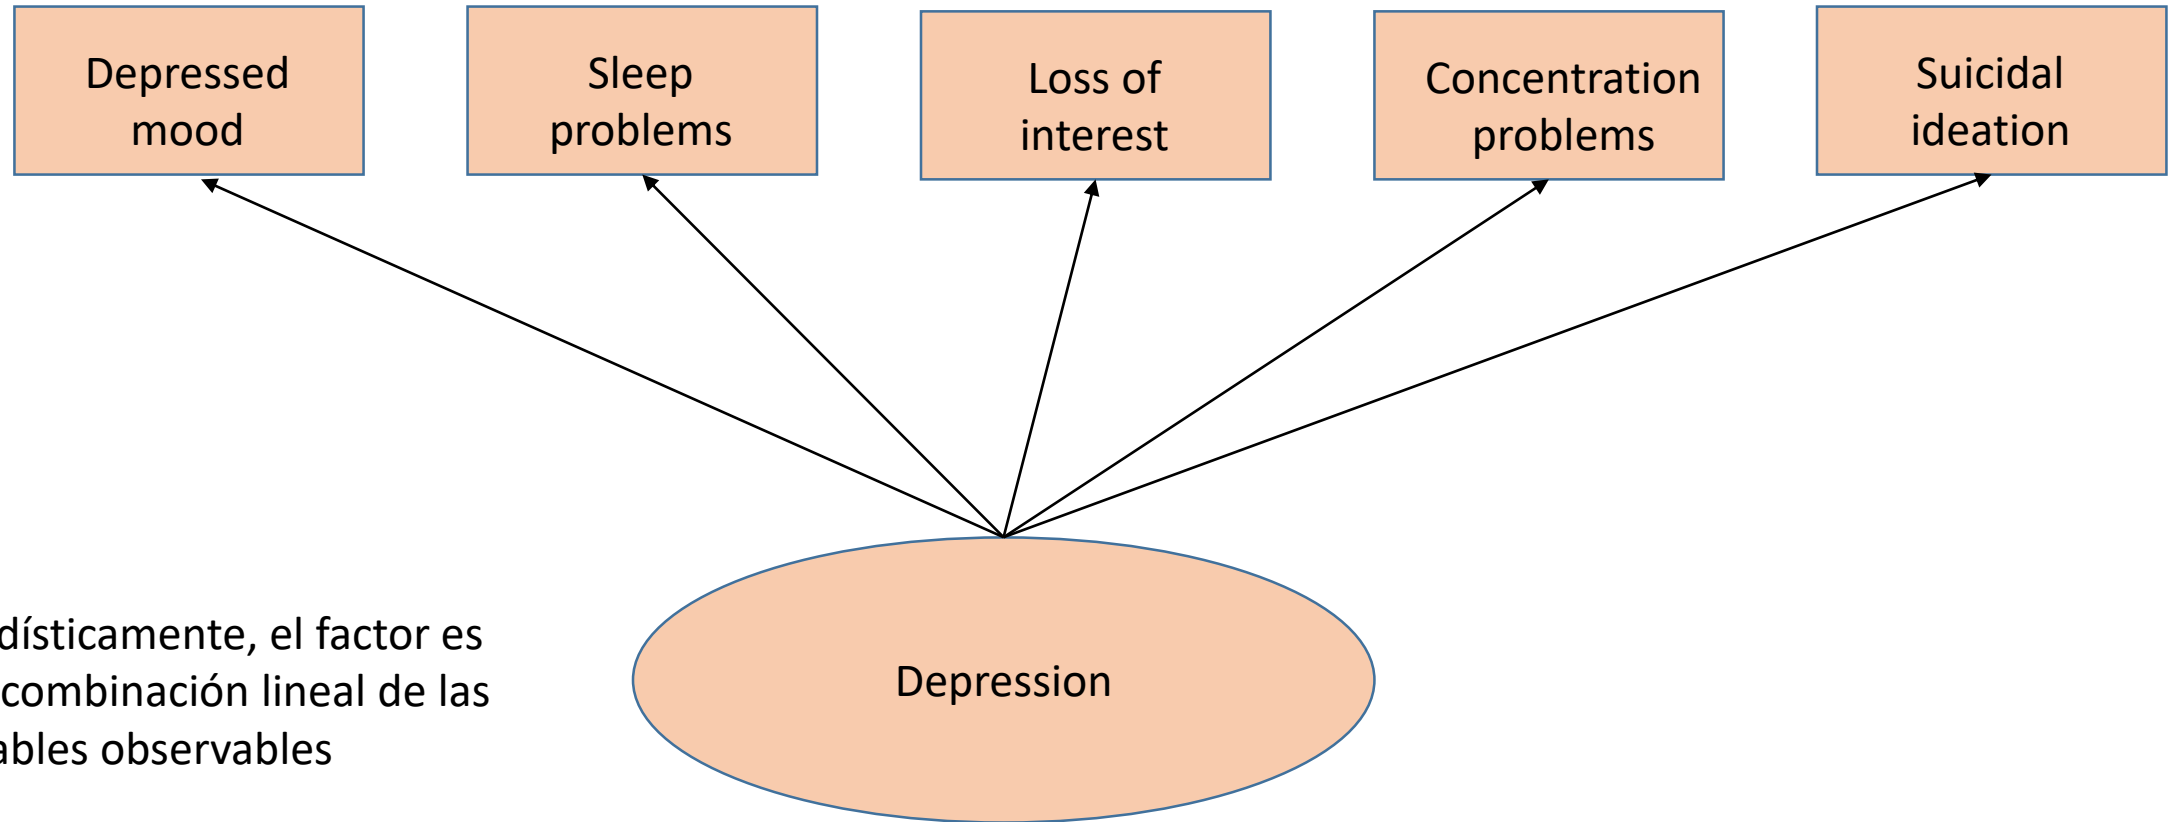 Depressed
mood
Sleep
problems
Loss of
interest
Concentration
problems
Suicidal
ideation
Depression
dísticamente, el factor es
combinación lineal de las
ables observables